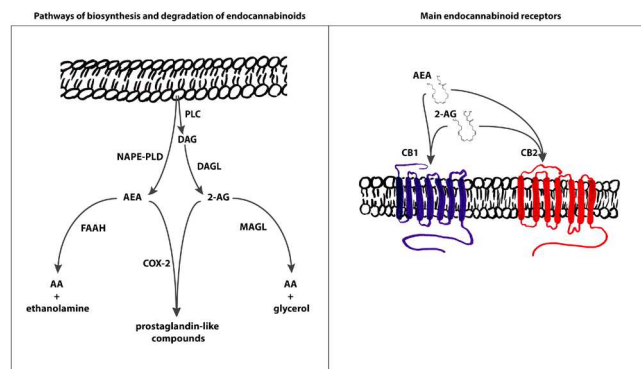 Pathways of biosynthesis and degradation of endocannabinoids
PLC
DAG
NAPE-PLD
DAGL
AEA
2-AG
FAAH
MAGL
COX-2
AA
+
ethanolamine
AA
+
glycerol
prostaglandin-like
compounds
Main endocannabinoid receptors
AEA
2-AG
CB1
CB2